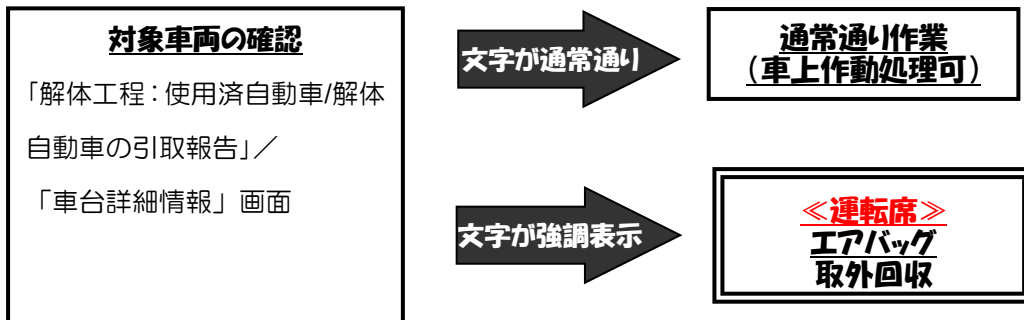 対象車両の確認
「解体工程：使用済自動車/解体
自動車の引取報告」／
「車台詳細情報」画面
文字が通常通り
通常通り作業
（車上作動処理可）
文字が強調表示
≪運転席≫
エアバッグ
取外回収